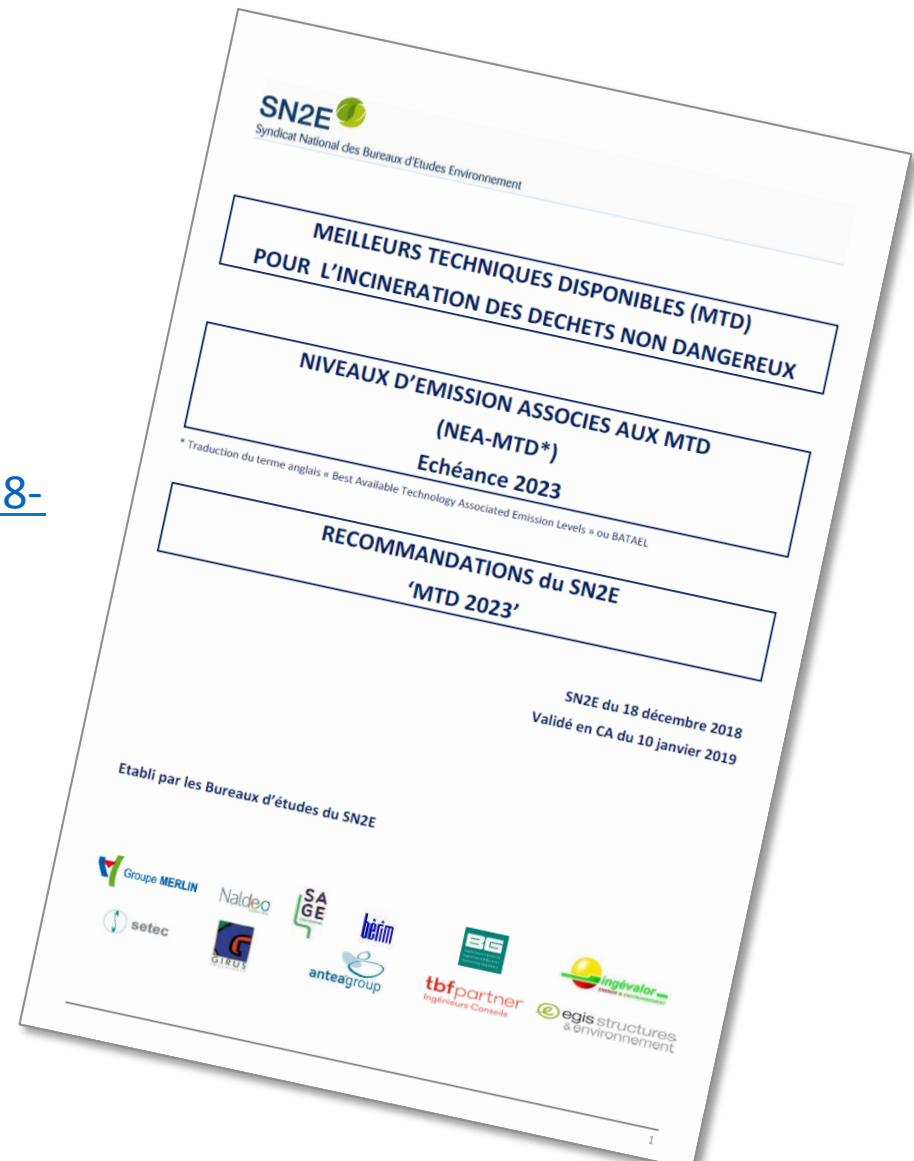 8-
SN2E
Syndicat National des Bureaux d'Etudes Environnement
MEILLEURS TECHNIQUES DISPONIBLES (MTD)
POUR L'INCINERATION DES DECHETS NON DANGEREUX
NIVEAUX D'EMISSION ASSOCIES AUX MTD
(NEA-MTD*)
Echéance 2023
* Traduction du terme anglais « Best Available Technology Associated Emission Levels » ou BATAEL
RECOMMANDATIONS du SN2E
‘MTD 2023’
SN2E du 18 décembre 2018
Validé en CA du 10 janvier 2019
Etabli par les Bureaux d'études du SN2E
Groupe MERLIN
Naldeo
SA
GE
bérim
BG
ingévalor
setec
GIRUS
anteagroup
tbfpartner
Ingénieurs Conseils
egis structures
& environnement
1